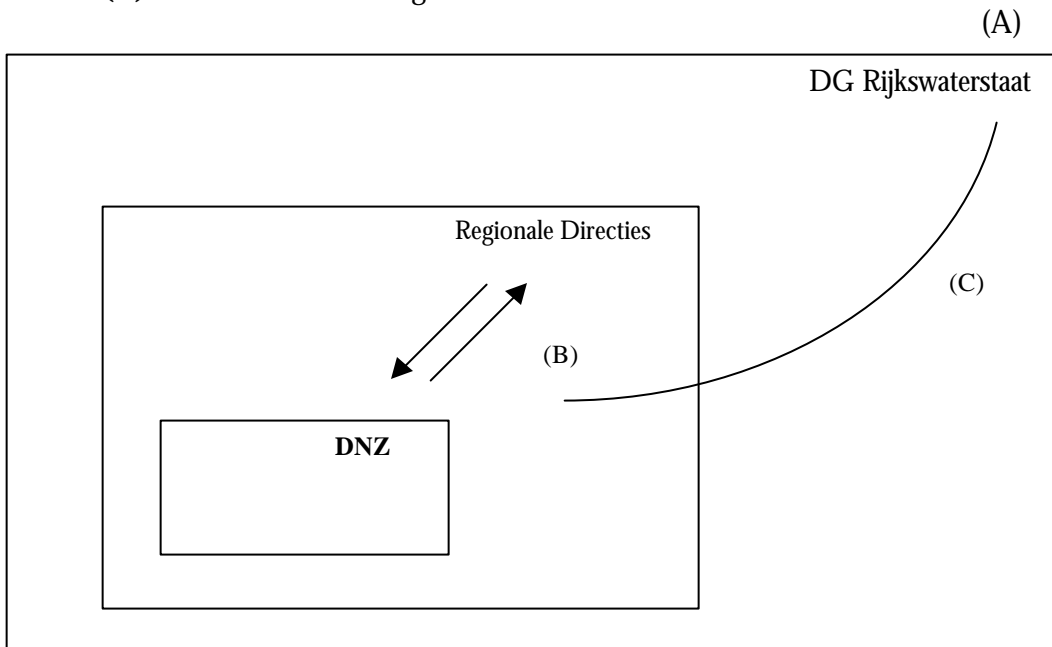 (A)
DG Rijkswaterstaat
Regionale Directies
(C)
(B)
DNZ